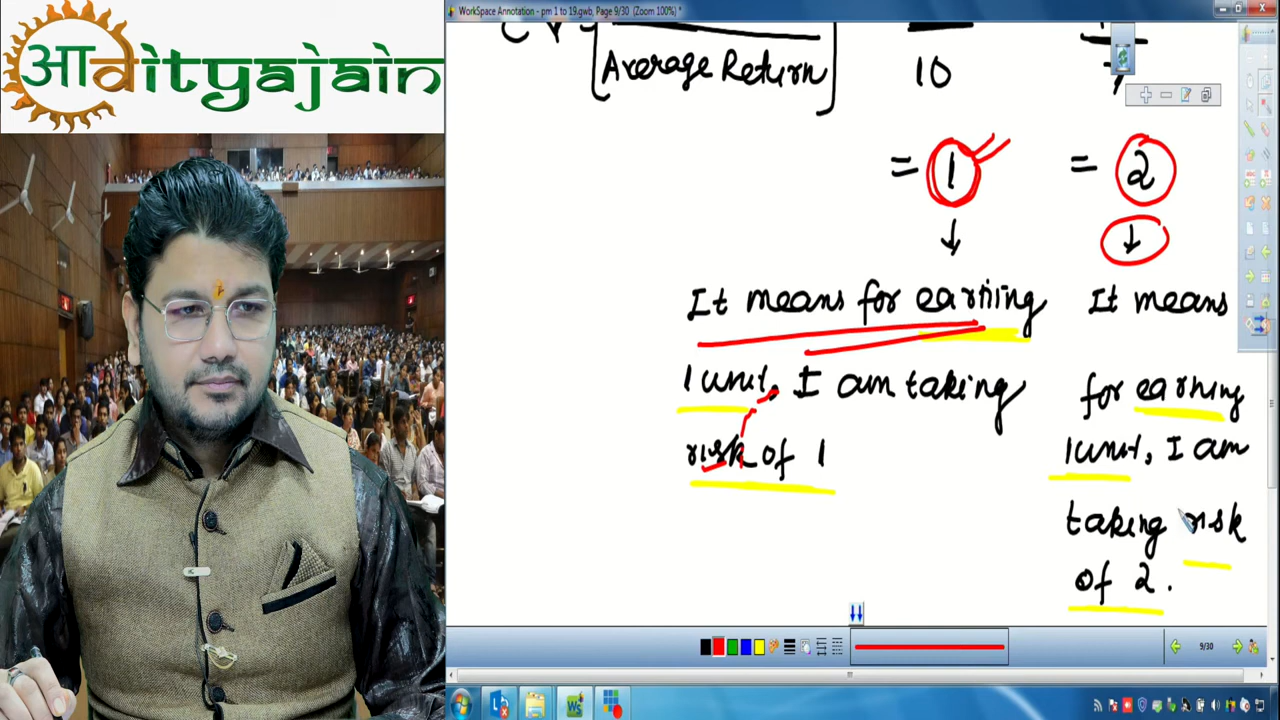 आdityajain
WorkSpace Annotation - pm 1 to 19.gwb, Page 9/30 (Zoom 100%) *
Average Return
10
= 1
= 2
It means for earning
1 unit, I am taking
risk of 1
It means
for earning
1 unit, I am
taking risk
of 2.
9/30